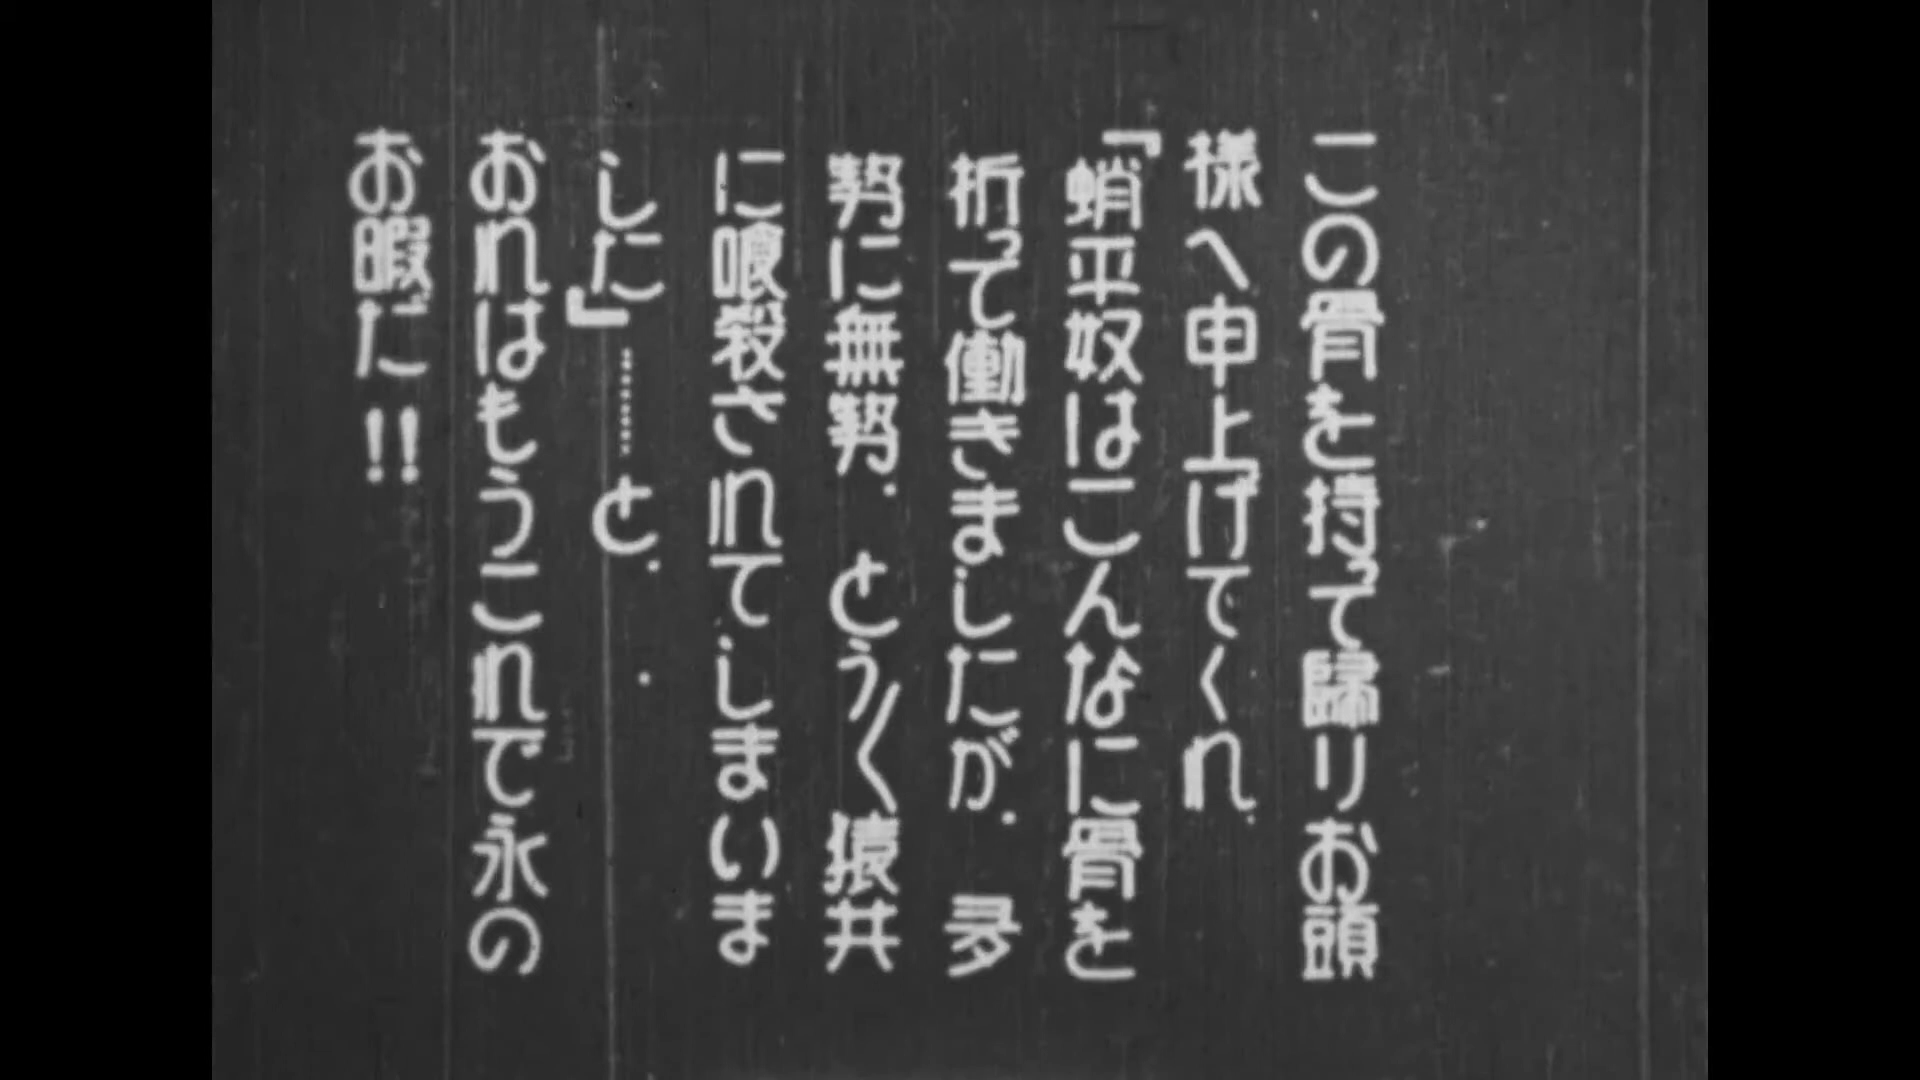 この骨を持って歸りお頭
様へ申上げてくれ.
『蛸平奴はこんなに骨を
折って働きましたが. 多
勢に無勢. とう〳〵猿共
に喰殺されてしまいま
した』……と.
おれはもうこれで永の
お暇だ!!